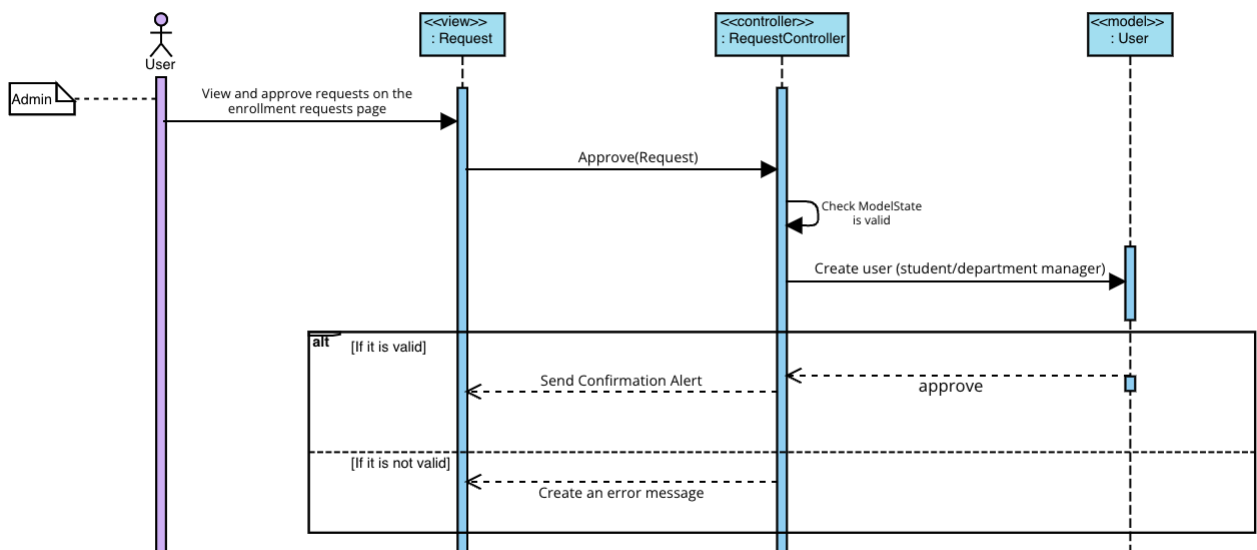 <<view>>
: Request
<<controller>>
: RequestController
<<model>>
: User
User
Admin
View and approve requests on the
enrollment requests page
Approve(Request)
Check ModelState
is valid
Create user (student/department manager)
alt
[If it is valid]
Send Confirmation Alert
approve
[If it is not valid]
Create an error message